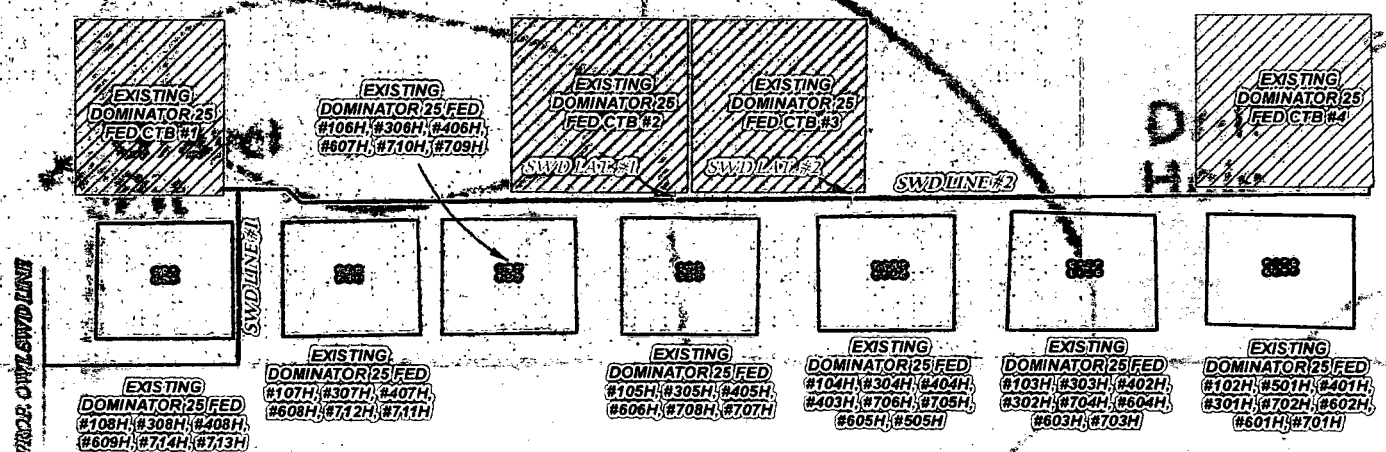 EXISTING
DOMINATOR 25
FED CTB #1
EXISTING
DOMINATOR 25 FED
#106H, #306H, #406H,
#607H, #710H, #709H
EXISTING
DOMINATOR 25
FED CTB #2
EXISTING
DOMINATOR 25
FED CTB #3
EXISTING
DOMINATOR 25
FED CTB #4
SWD LAT. #1
SWD LAT. #2
SWD LINE #2
SWD LINE #1
SWD LINE
EXISTING
DOMINATOR 25 FED
#108H, #308H, #408H,
#609H, #714H, #713H
EXISTING
DOMINATOR 25 FED
#107H, #307H, #407H,
#608H, #712H, #711H
EXISTING
DOMINATOR 25 FED
#105H, #305H, #405H,
#606H, #708H, #707H
EXISTING
DOMINATOR 25 FED
#104H, #304H, #404H,
#403H, #706H, #705H,
#605H, #505H
EXISTING
DOMINATOR 25 FED
#103H, #303H, #402H,
#302H, #704H, #604H,
#603H, #703H
EXISTING
DOMINATOR 25 FED
#102H, #501H, #401H,
#301H, #702H, #602H,
#601H, #701H